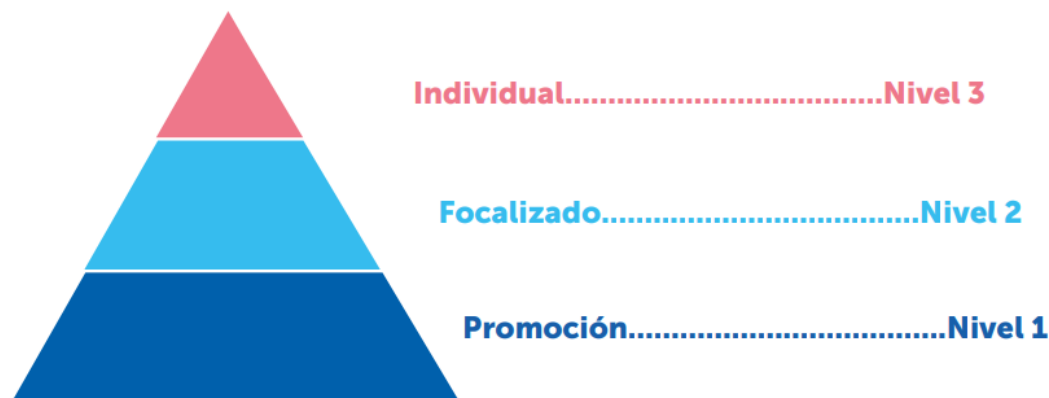 Individual.....................................Nivel 3
Focalizado.....................................Nivel 2
Promoción.....................................Nivel 1